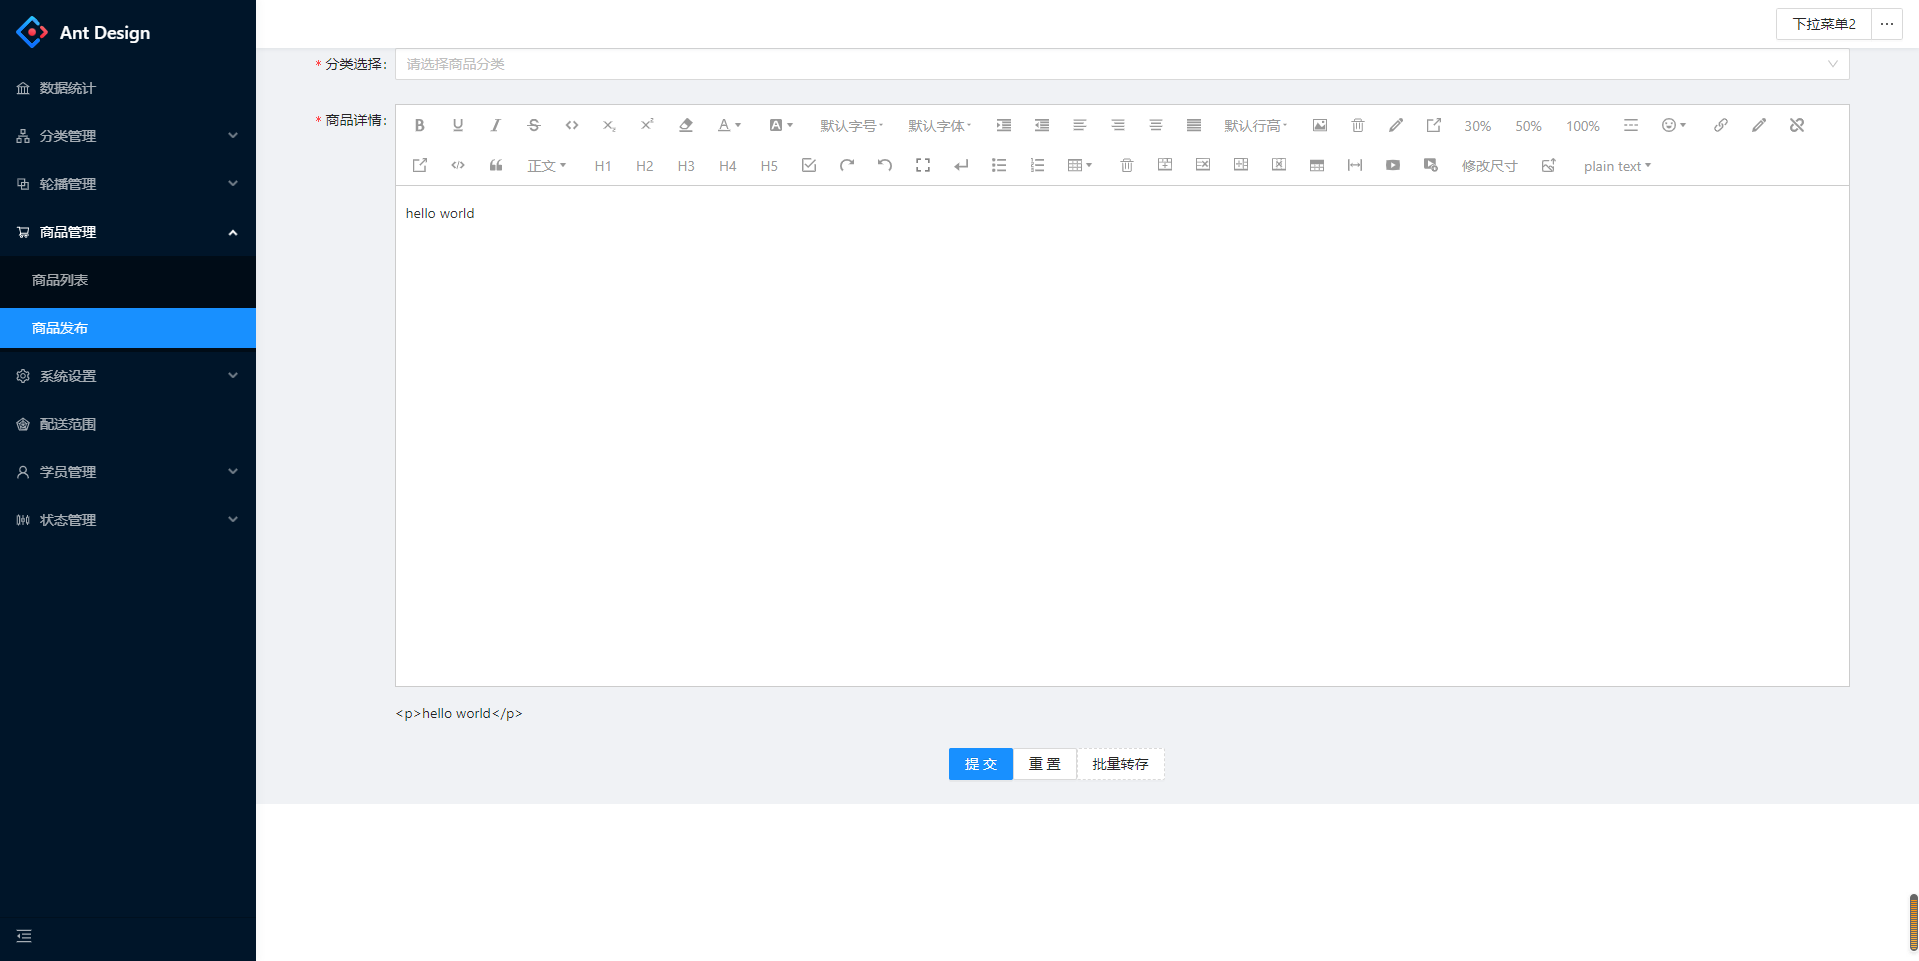 Ant Design
数据统计
分类管理
轮播管理
商品管理
商品列表
商品发布
系统设置
配送范围
学员管理
状态管理
下拉菜单2 ···
* 分类选择: 请选择商品分类
* 商品详情:
B U I S A A 默认字号 默认字体 默认行高 30% 50% 100%
正文 H1 H2 H3 H4 H5 修改尺寸 plain text
hello world
<p>hello world</p>
提 交 重 置 批量转存